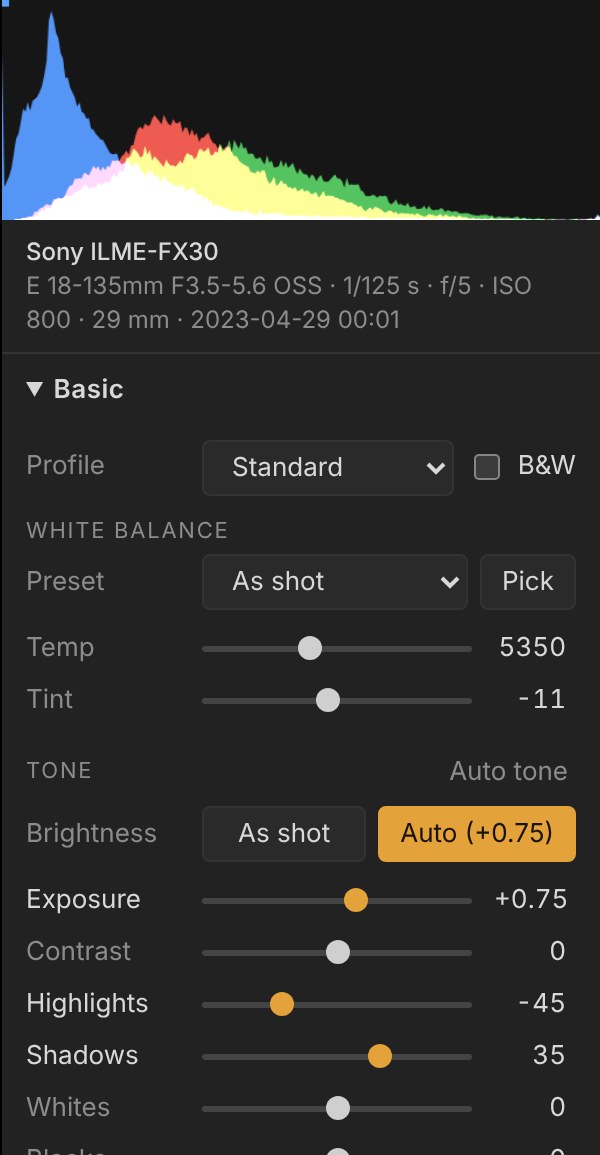 Sony ILME-FX30
E 18-135mm F3.5-5.6 OSS · 1/125 s · f/5 · ISO
800 · 29 mm · 2023-04-29 00:01
▼ Basic
Profile Standard B&W
WHITE BALANCE
Preset As shot Pick
Temp 5350
Tint -11
TONE Auto tone
Brightness As shot Auto (+0.75)
Exposure +0.75
Contrast 0
Highlights -45
Shadows 35
Whites 0